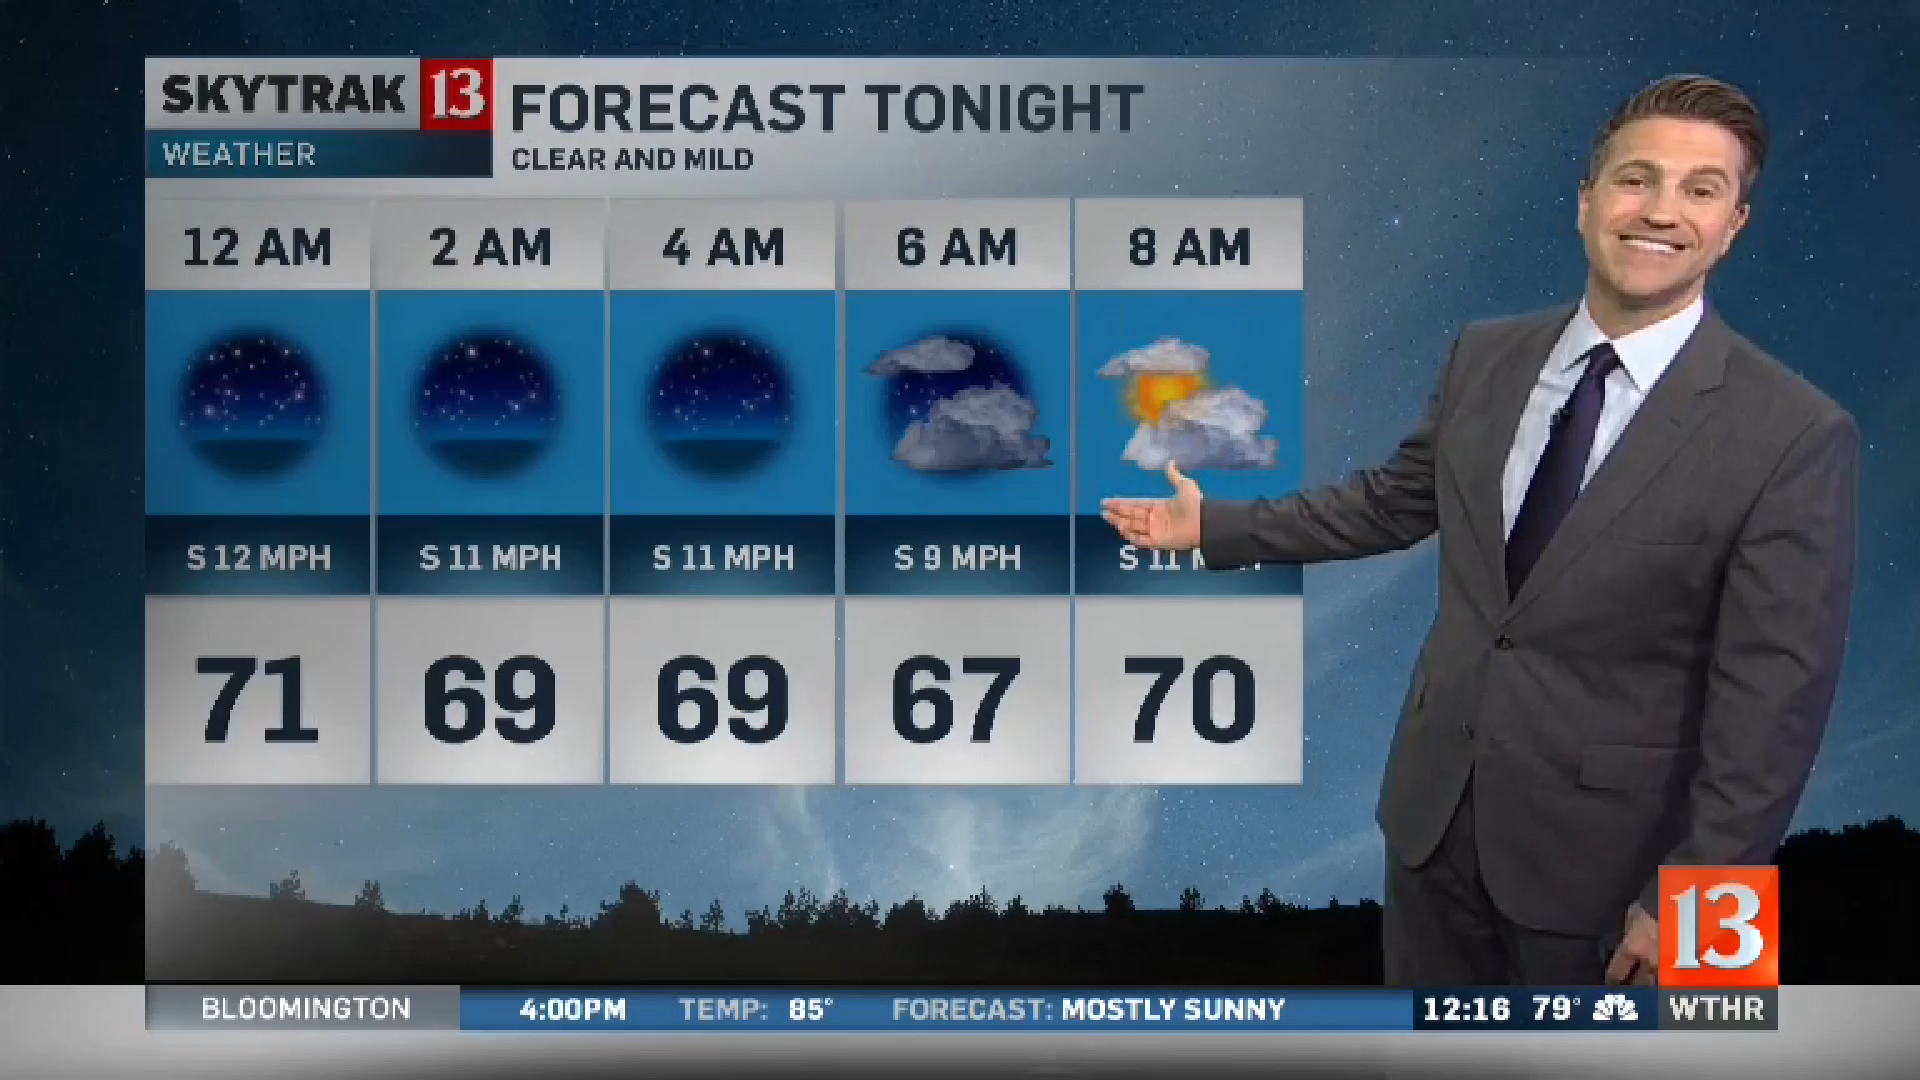 SKYTRAK 13
WEATHER
FORECAST TONIGHT
CLEAR AND MILD
12 AM 2 AM 4 AM 6 AM 8 AM
S 12 MPH S 11 MPH S 11 MPH S 9 MPH S 11
71 69 69 67 70
13
BLOOMINGTON 4:00PM TEMP: 85° FORECAST: MOSTLY SUNNY 12:16 79° WTHR